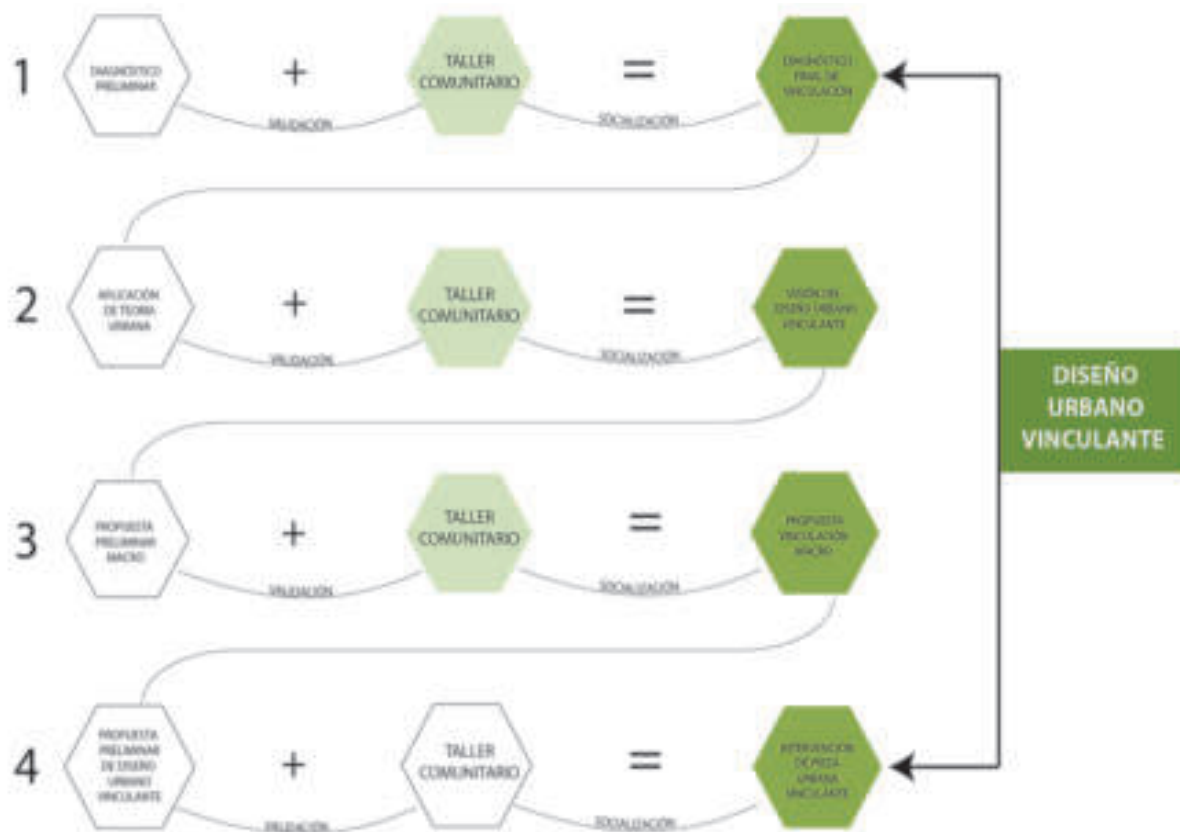 1
DIAGNÓSTICO
PRELIMINAR
+
TALLER
COMUNITARIO
=
DIAGNÓSTICO
FINAL DE
VINCULACIÓN
VALIDACIÓN
SOCIALIZACIÓN
2
APLICACIÓN
DE TEORÍA
URBANA
+
TALLER
COMUNITARIO
=
VISIÓN DEL
DISEÑO URBANO
VINCULANTE
VALIDACIÓN
SOCIALIZACIÓN
DISEÑO
URBANO
VINCULANTE
3
PROPUESTA
PRELIMINAR
MACRO
+
TALLER
COMUNITARIO
=
PROPUESTA
VINCULACIÓN
MACRO
VALIDACIÓN
SOCIALIZACIÓN
4
PROPUESTA
PRELIMINAR
DE DISEÑO
URBANO
VINCULANTE
+
TALLER
COMUNITARIO
=
INTERVENCIÓN
DE PIEZA
URBANA
VINCULANTE
VALIDACIÓN
SOCIALIZACIÓN